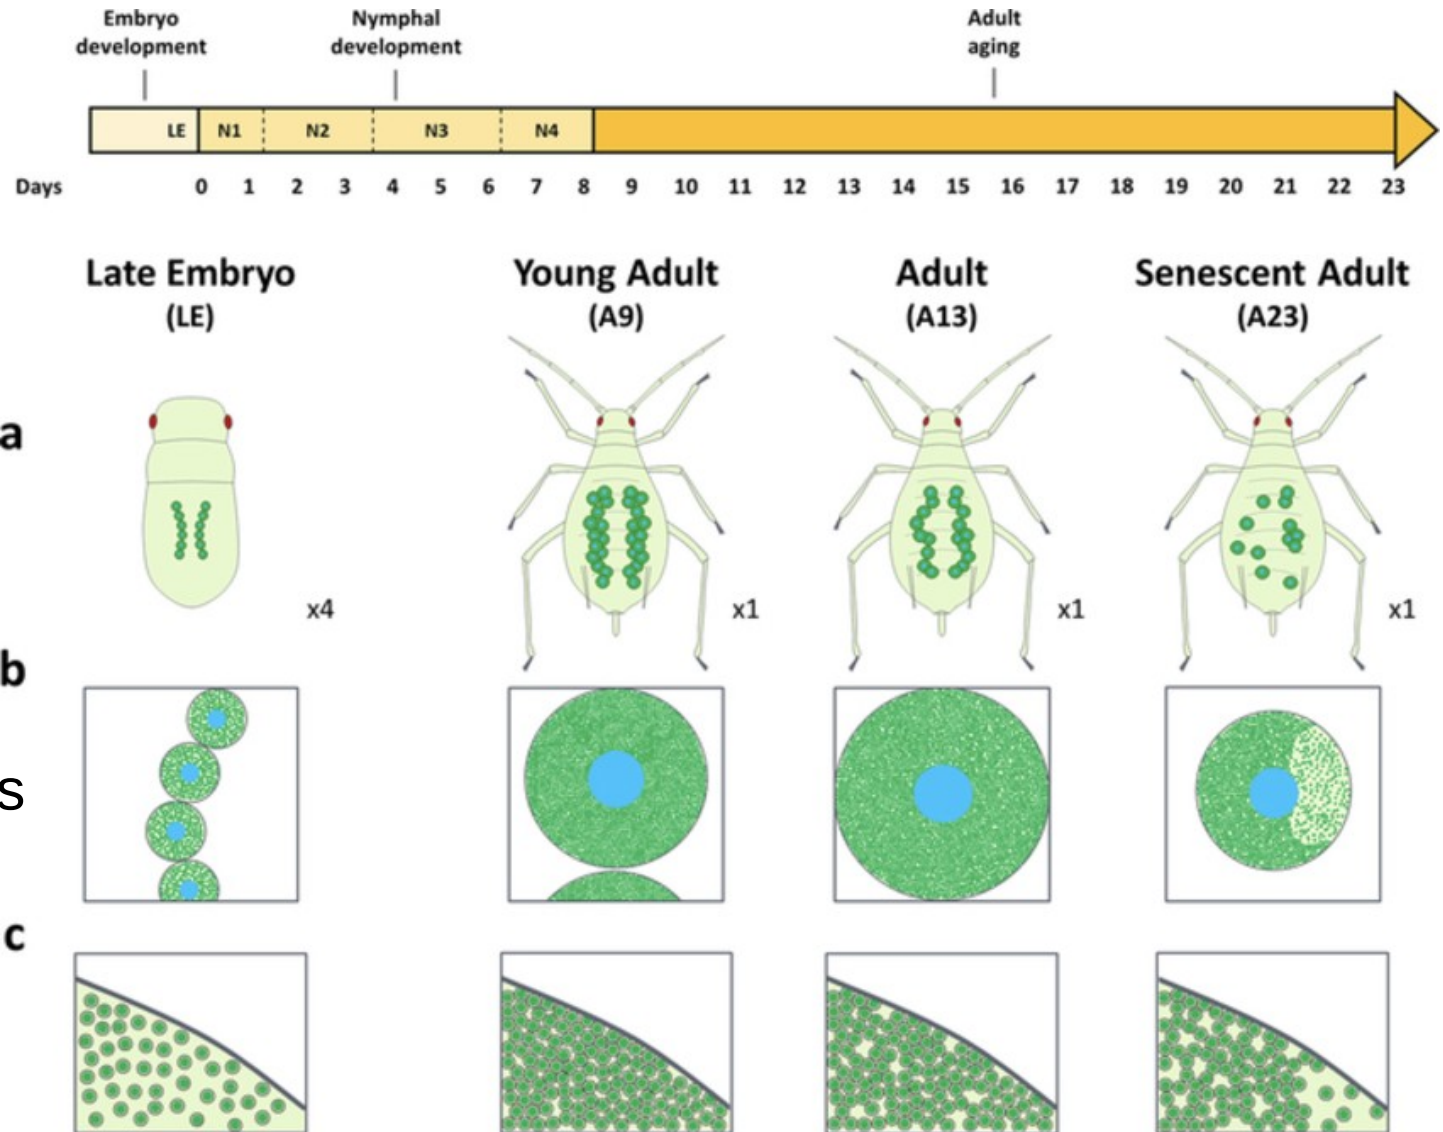 Embryo
development
Nymphal
development
Adult
aging
LE N1 N2 N3 N4
Days 0 1 2 3 4 5 6 7 8 9 10 11 12 13 14 15 16 17 18 19 20 21 22 23
Late Embryo
(LE)
Young Adult
(A9)
Adult
(A13)
Senescent Adult
(A23)
a
x4
x1
x1
x1
b
S
c